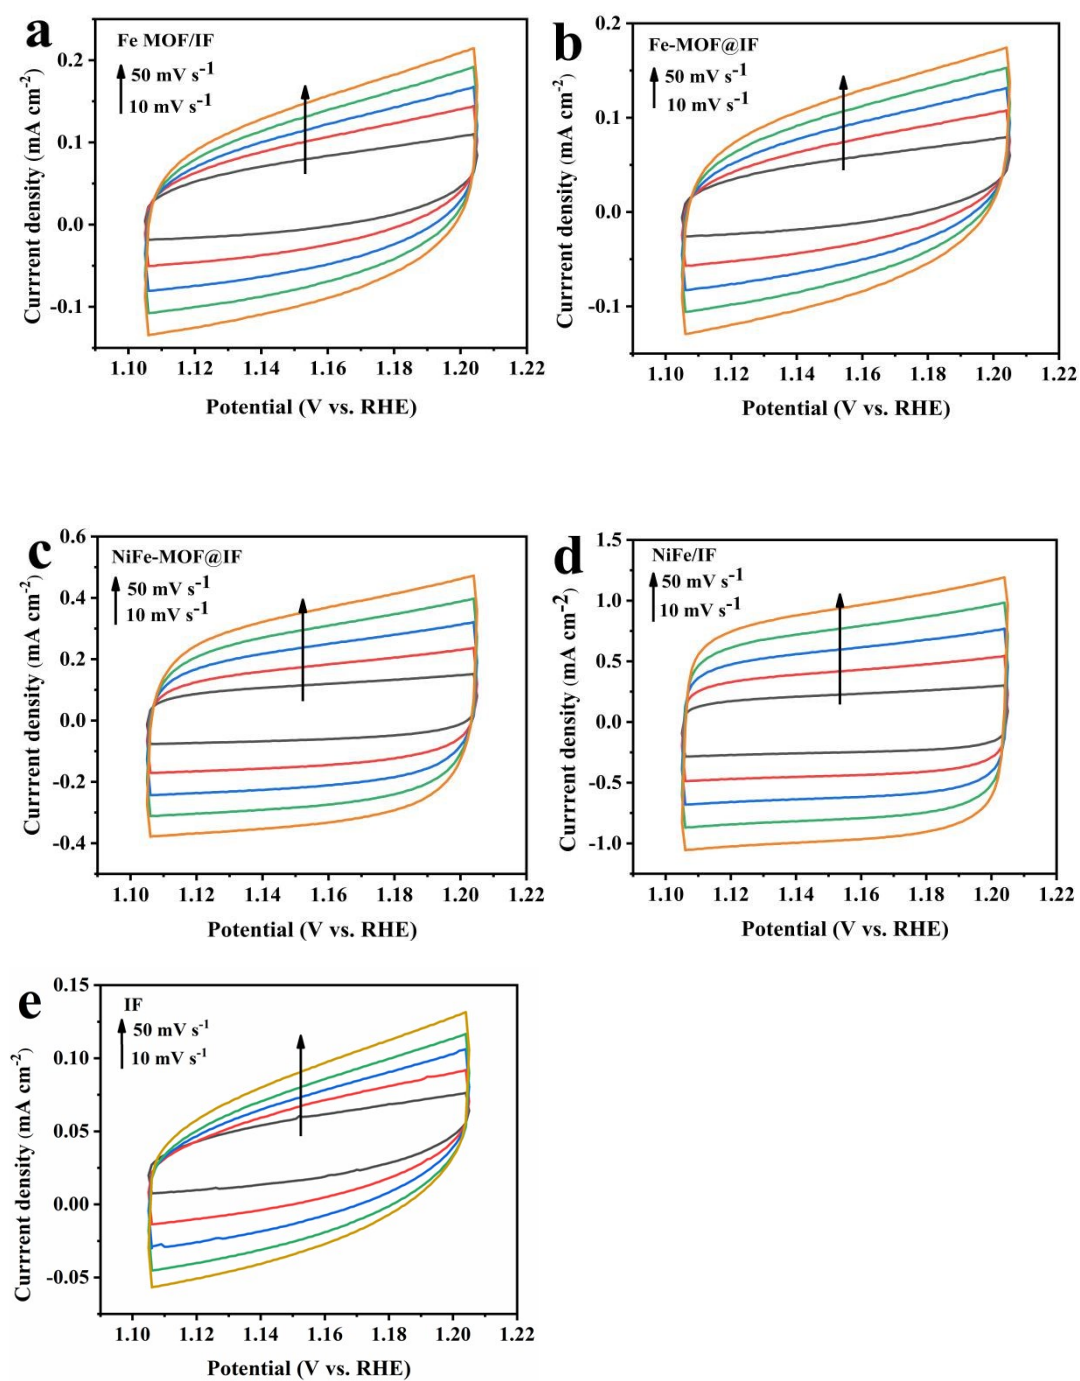 a
Fe MOF/IF
50 mV s-1
10 mV s-1
0.2
0.1
0.0
-0.1
Currrent density (mA cm-2)
1.10 1.12 1.14 1.16 1.18 1.20 1.22
Potential (V vs. RHE)
b
Fe-MOF@IF
50 mV s-1
10 mV s-1
0.2
0.1
0.0
-0.1
Currrent density (mA cm-2)
1.10 1.12 1.14 1.16 1.18 1.20 1.22
Potential (V vs. RHE)
c
NiFe-MOF@IF
50 mV s-1
10 mV s-1
0.6
0.4
0.2
0.0
-0.2
-0.4
Currrent density (mA cm-2)
1.10 1.12 1.14 1.16 1.18 1.20 1.22
Potential (V vs. RHE)
d
NiFe/IF
50 mV s-1
10 mV s-1
1.5
1.0
0.5
0.0
-0.5
-1.0
Currrent density (mA cm-2)
1.10 1.12 1.14 1.16 1.18 1.20 1.22
Potential (V vs. RHE)
e
IF
50 mV s-1
10 mV s-1
0.15
0.10
0.05
0.00
-0.05
Currrent density (mA cm-2)
1.10 1.12 1.14 1.16 1.18 1.20 1.22
Potential (V vs. RHE)